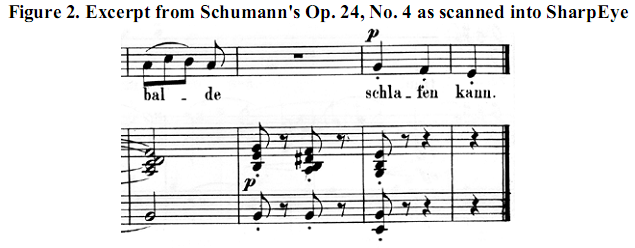 Figure 2. Excerpt from Schumann's Op. 24, No. 4 as scanned into SharpEye
p
bal - de schla - fen kann.
p